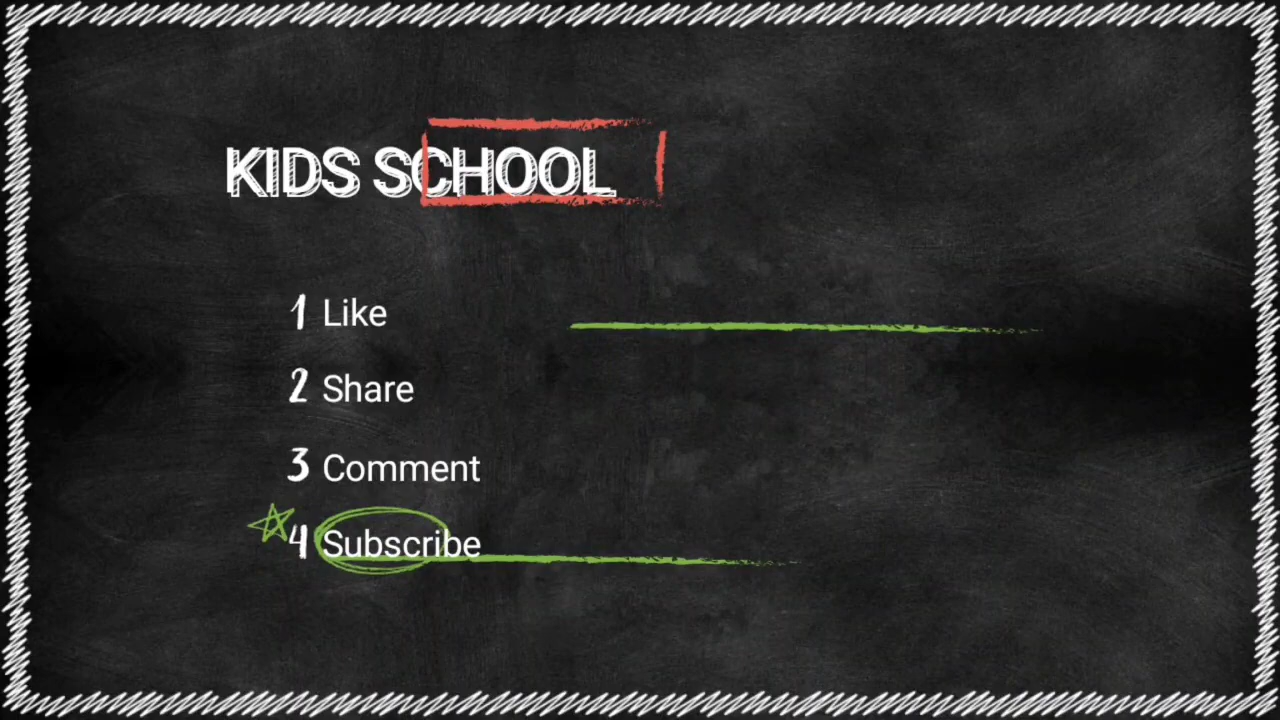 KIDS SCHOOL
1 Like
2 Share
3 Comment
4 Subscribe